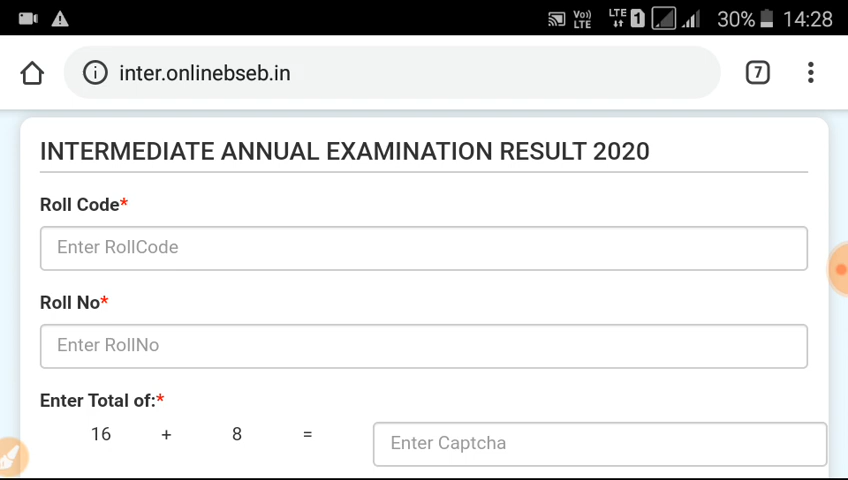 Vo)) LTE LTE 1 30% 14:28
inter.onlinebseb.in 7
INTERMEDIATE ANNUAL EXAMINATION RESULT 2020
Roll Code*
Enter RollCode
Roll No*
Enter RollNo
Enter Total of:*
16 + 8 = Enter Captcha